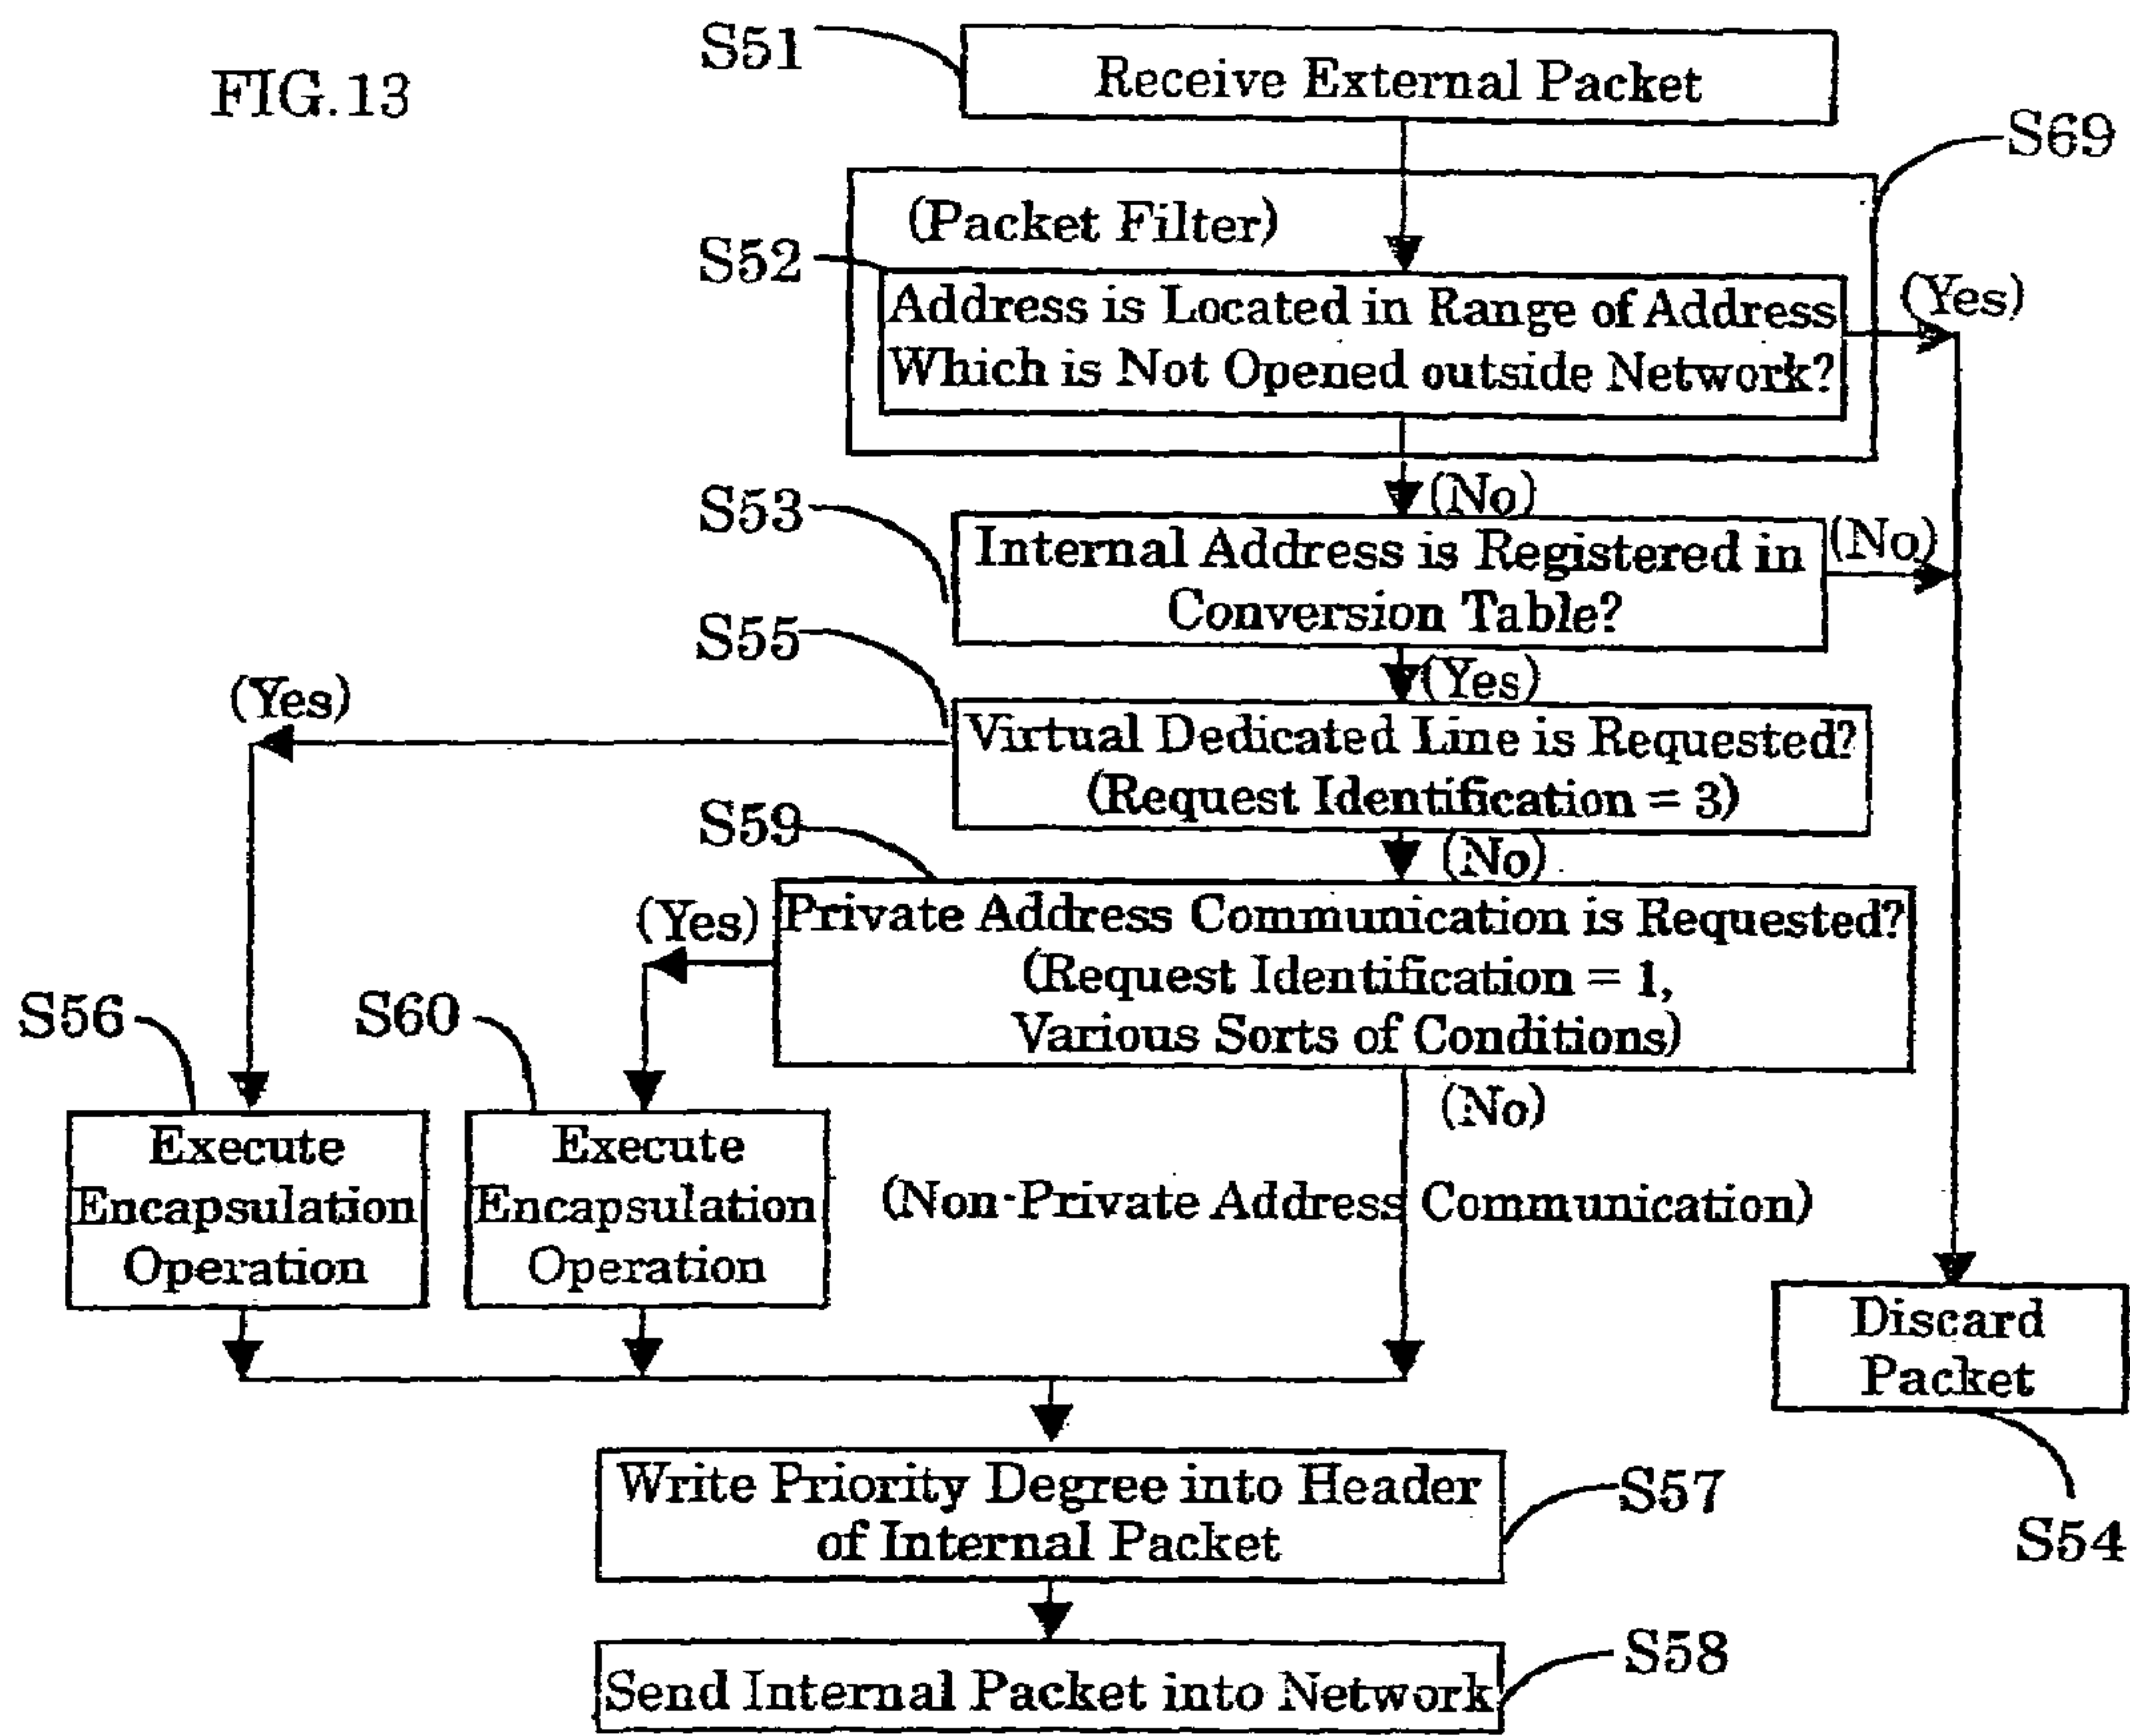 FIG.13
S51
Receive External Packet
S69
(Packet Filter)
S52
Address is Located in Range of Address
Which is Not Opened outside Network?
(Yes)
(No)
S53
Internal Address is Registered in
Conversion Table?
(No)
S55
(Yes)
(Yes)
Virtual Dedicated Line is Requested?
(Request Identification = 3)
S59
(No)
(Yes)
Private Address Communication is Requested?
(Request Identification = 1,
Various Sorts of Conditions)
S56
S60
(No)
Execute
Encapsulation
Operation
Execute
Encapsulation
Operation
(Non-Private Address Communication)
Discard
Packet
S54
Write Priority Degree into Header
of Internal Packet
S57
Send Internal Packet into Network
S58